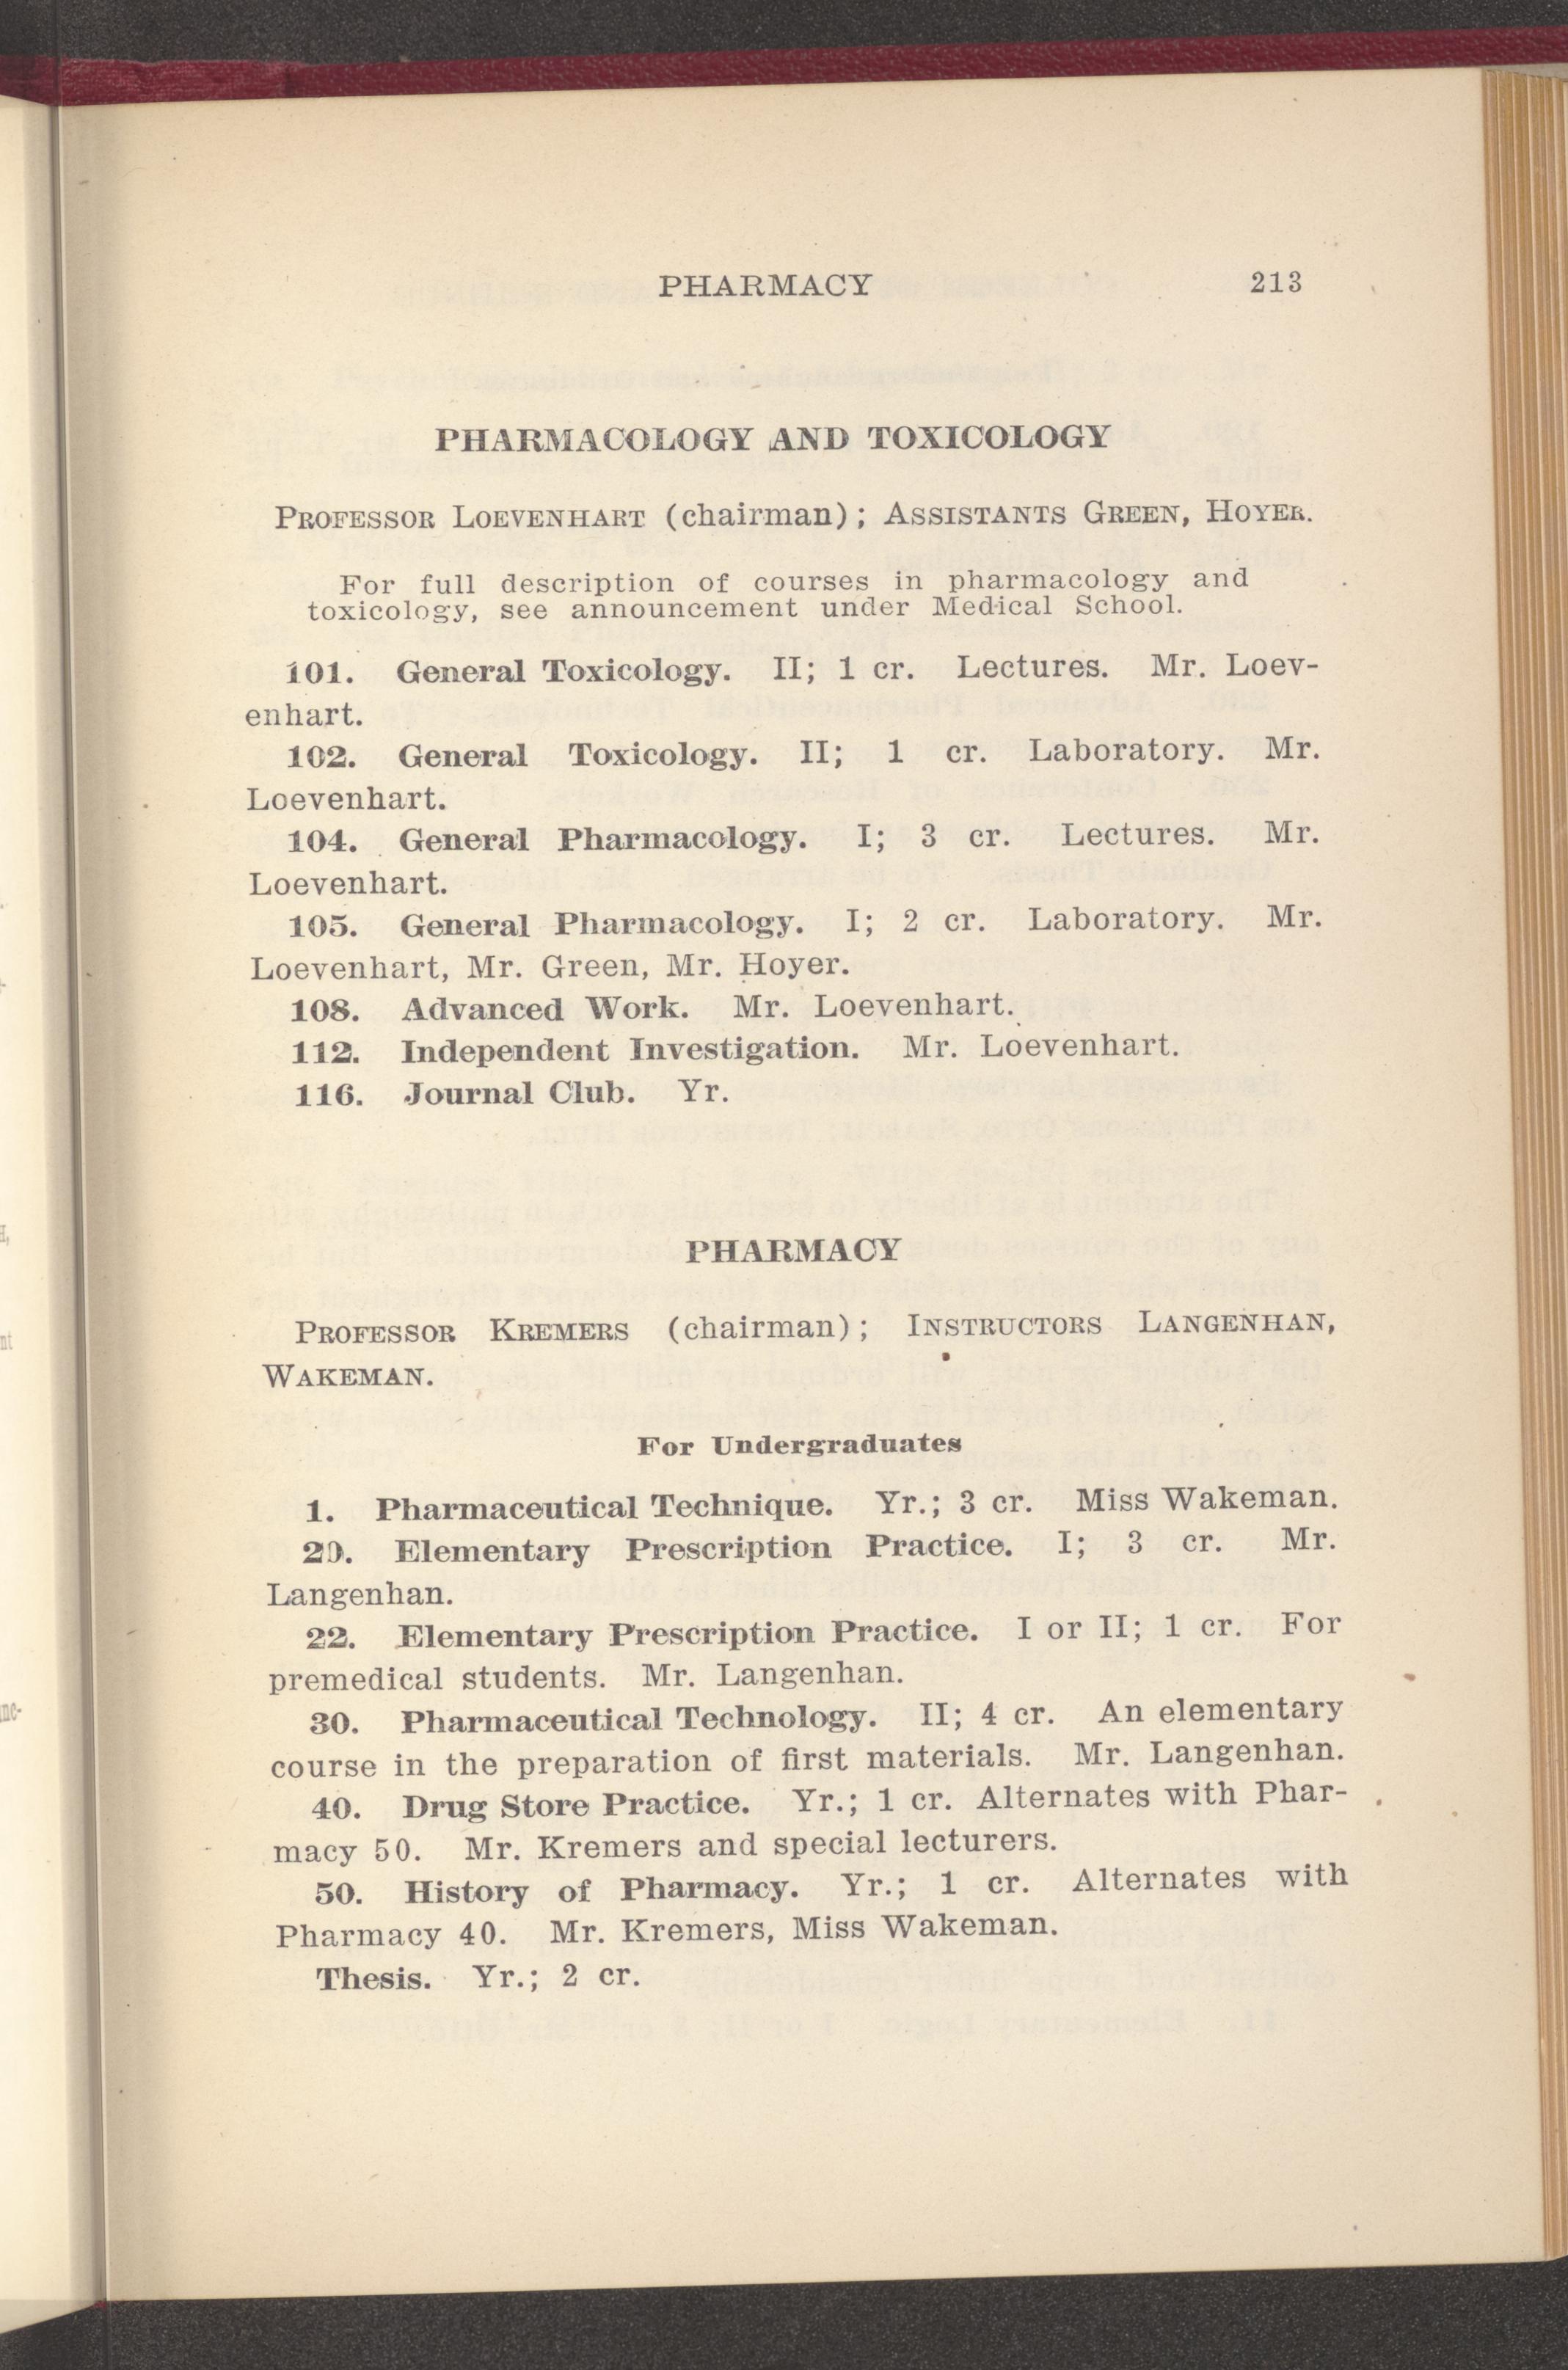 PHARMACY 213
PHARMACOLOGY AND TOXICOLOGY
PROFESSOR LOEVENHART (chairman); ASSISTANTS GREEN, HOYER.
For full description of courses in pharmacology and
toxicology, see announcement under Medical School.
101. General Toxicology. II; 1 cr. Lectures. Mr. Loev-
enhart.
102. General Toxicology. II; 1 cr. Laboratory. Mr.
Loevenhart.
104. General Pharmacology. I; 3 cr. Lectures. Mr.
Loevenhart.
105. General Pharmacology. I; 2 cr. Laboratory. Mr.
Loevenhart, Mr. Green, Mr. Hoyer.
108. Advanced Work. Mr. Loevenhart.
112. Independent Investigation. Mr. Loevenhart.
116. Journal Club. Yr.
PHARMACY
PROFESSOR KREMERS (chairman); INSTRUCTORS LANGENHAN,
WAKEMAN.
For Undergraduates
1. Pharmaceutical Technique. Yr.; 3 cr. Miss Wakeman.
20. Elementary Prescription Practice. I; 3 cr. Mr.
Langenhan.
22. Elementary Prescription Practice. I or II; 1 cr. For
premedical students. Mr. Langenhan.
30. Pharmaceutical Technology. II; 4 cr. An elementary
course in the preparation of first materials. Mr. Langenhan.
40. Drug Store Practice. Yr.; 1 cr. Alternates with Phar-
macy 50. Mr. Kremers and special lecturers.
50. History of Pharmacy. Yr.; 1 cr. Alternates with
Pharmacy 40. Mr. Kremers, Miss Wakeman.
Thesis. Yr.; 2 cr.